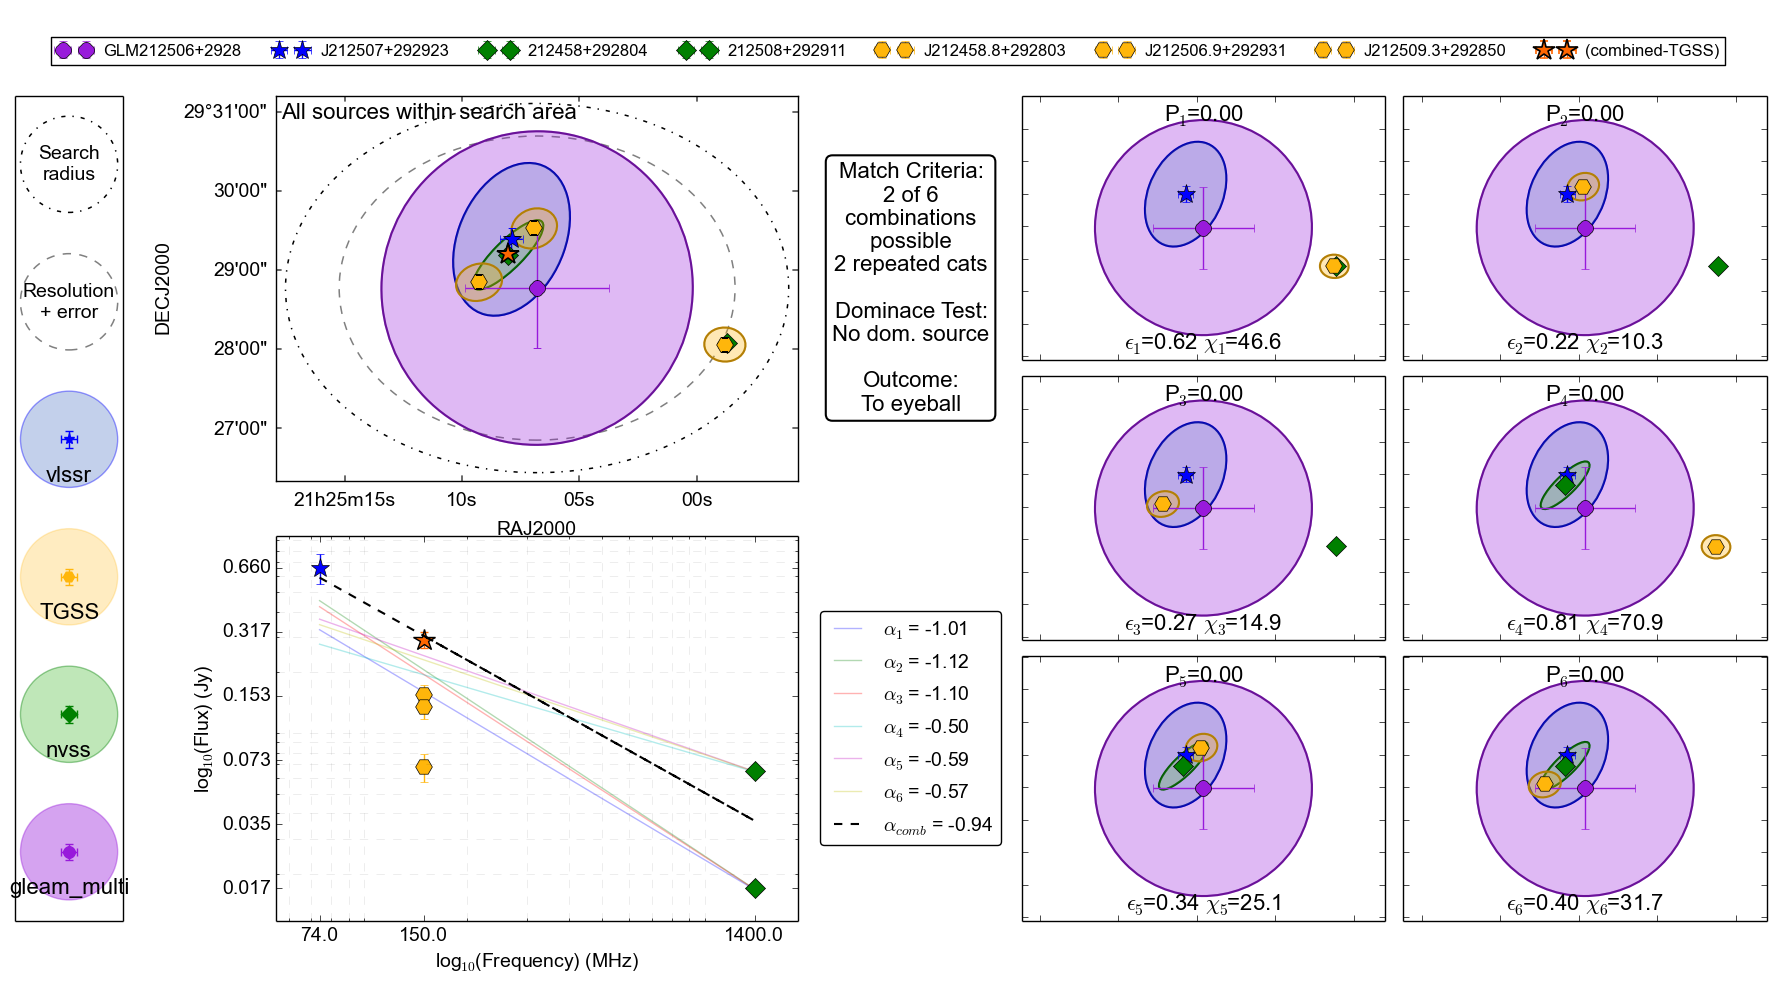 GLM212506+2928 J212507+292923 212458+292804 212508+292911 J212458.8+292803 J212506.9+292931 J212509.3+292850 (combined-TGSS)
Search
radius
Resolution
+ error
vlssr
TGSS
nvss
gleam_multi
All sources within search area
29°31'00"
30'00"
29'00"
28'00"
27'00"
DECJ2000
21h25m15s 10s 05s 00s
RAJ2000
Match Criteria:
2 of 6
combinations
possible
2 repeated cats
Dominace Test:
No dom. source
Outcome:
To eyeball
0.660
0.317
0.153
0.073
0.035
0.017
log10(Flux) (Jy)
74.0 150.0 1400.0
log10(Frequency) (MHz)
α1 = -1.01
α2 = -1.12
α3 = -1.10
α4 = -0.50
α5 = -0.59
α6 = -0.57
αcomb = -0.94
P1=0.00
ϵ1=0.62 χ1=46.6
P2=0.00
ϵ2=0.22 χ2=10.3
P3=0.00
ϵ3=0.27 χ3=14.9
P4=0.00
ϵ4=0.81 χ4=70.9
P5=0.00
ϵ5=0.34 χ5=25.1
P6=0.00
ϵ6=0.40 χ6=31.7